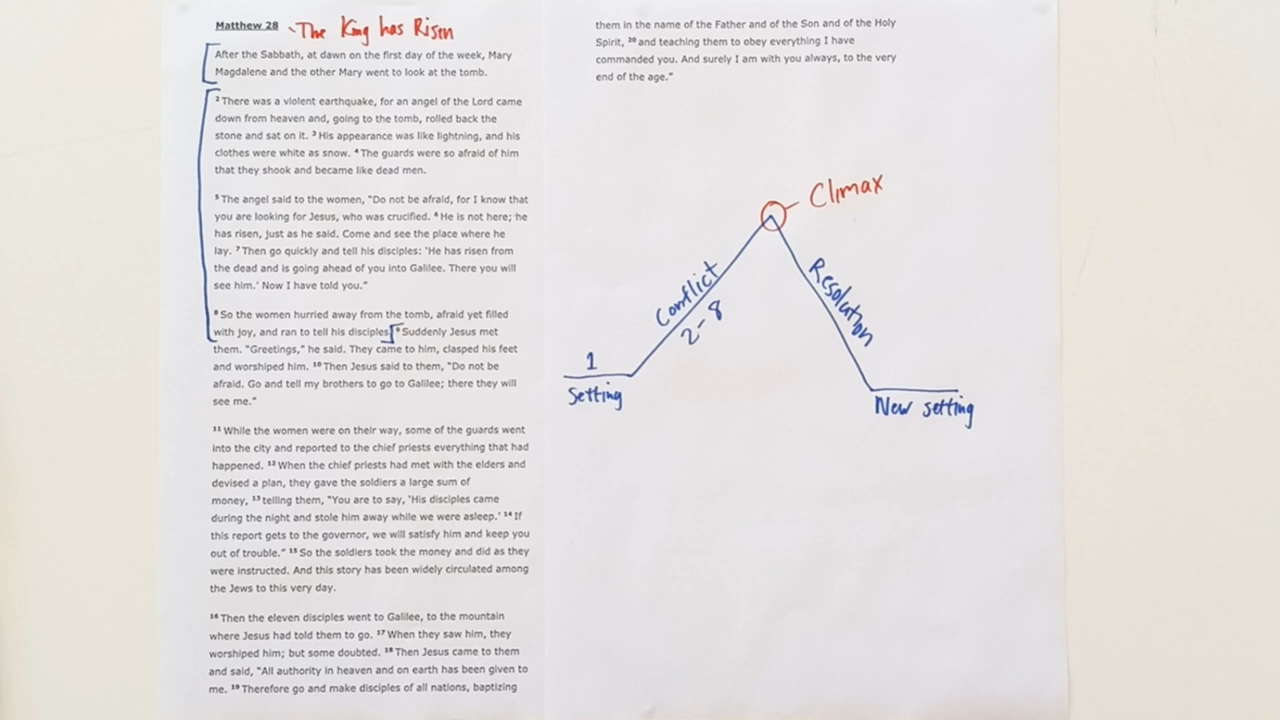 Matthew 28 - The King has Risen
After the Sabbath, at dawn on the first day of the week, Mary
Magdalene and the other Mary went to look at the tomb.
2 There was a violent earthquake, for an angel of the Lord came
down from heaven and, going to the tomb, rolled back the
stone and sat on it. 3 His appearance was like lightning, and his
clothes were white as snow. 4 The guards were so afraid of him
that they shook and became like dead men.
5 The angel said to the women, "Do not be afraid, for I know that
you are looking for Jesus, who was crucified. 6 He is not here; he
has risen, just as he said. Come and see the place where he
lay. 7 Then go quickly and tell his disciples: 'He has risen from
the dead and is going ahead of you into Galilee. There you will
see him.' Now I have told you."
8 So the women hurried away from the tomb, afraid yet filled
with joy, and ran to tell his disciples. 9 Suddenly Jesus met
them. "Greetings," he said. They came to him, clasped his feet
and worshiped him. 10 Then Jesus said to them, "Do not be
afraid. Go and tell my brothers to go to Galilee; there they will
see me."
11 While the women were on their way, some of the guards went
into the city and reported to the chief priests everything that had
happened. 12 When the chief priests had met with the elders and
devised a plan, they gave the soldiers a large sum of
money, 13 telling them, "You are to say, 'His disciples came
during the night and stole him away while we were asleep.' 14 If
this report gets to the governor, we will satisfy him and keep you
out of trouble." 15 So the soldiers took the money and did as they
were instructed. And this story has been widely circulated among
the Jews to this very day.
16 Then the eleven disciples went to Galilee, to the mountain
where Jesus had told them to go. 17 When they saw him, they
worshiped him; but some doubted. 18 Then Jesus came to them
and said, "All authority in heaven and on earth has been given to
me. 19 Therefore go and make disciples of all nations, baptizing
them in the name of the Father and of the Son and of the Holy
Spirit, 20 and teaching them to obey everything I have
commanded you. And surely I am with you always, to the very
end of the age."
Climax
Conflict
2-8
Resolution
1
Setting
New setting